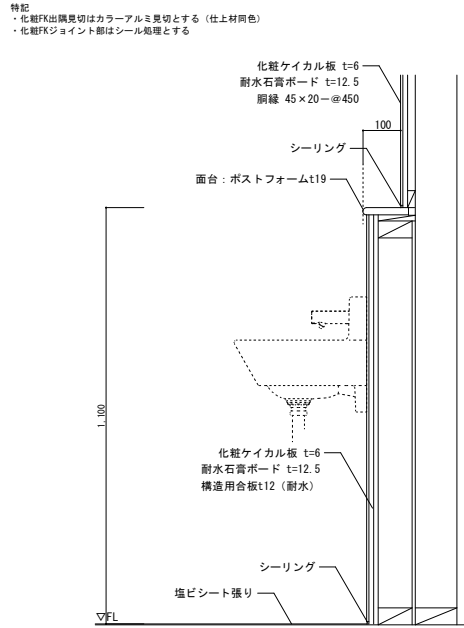 特記
・化粧FK出隅見切はカラーアルミ見切とする（仕上材同色）
・化粧FKジョイント部はシール処理とする
化粧ケイカル板 t=6
耐水石膏ボード t=12.5
胴縁 45×20−@450
100
シーリング
面台：ポストフォームt19
1,100
化粧ケイカル板 t=6
耐水石膏ボード t=12.5
構造用合板t12（耐水）
シーリング
塩ビシート張り
▽FL